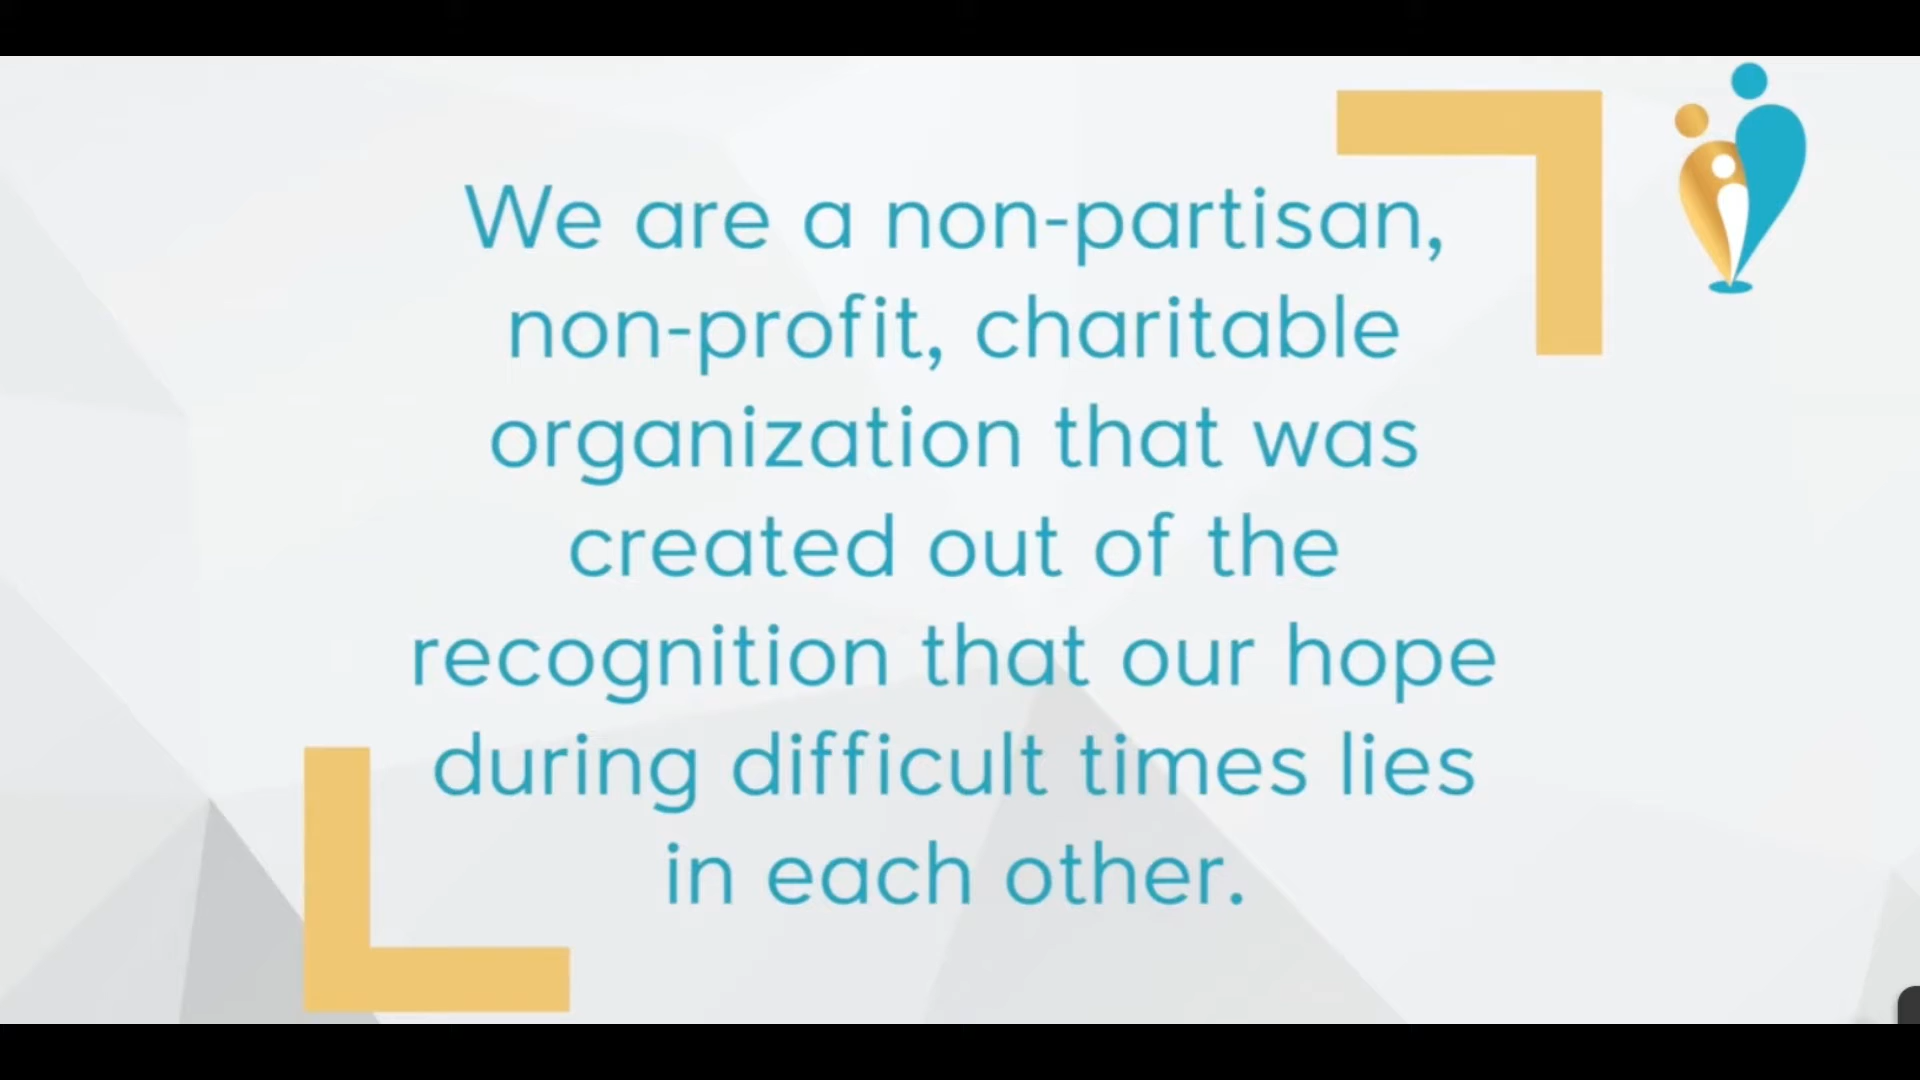 We are a non-partisan,
non-profit, charitable
organization that was
created out of the
recognition that our hope
during difficult times lies
in each other.